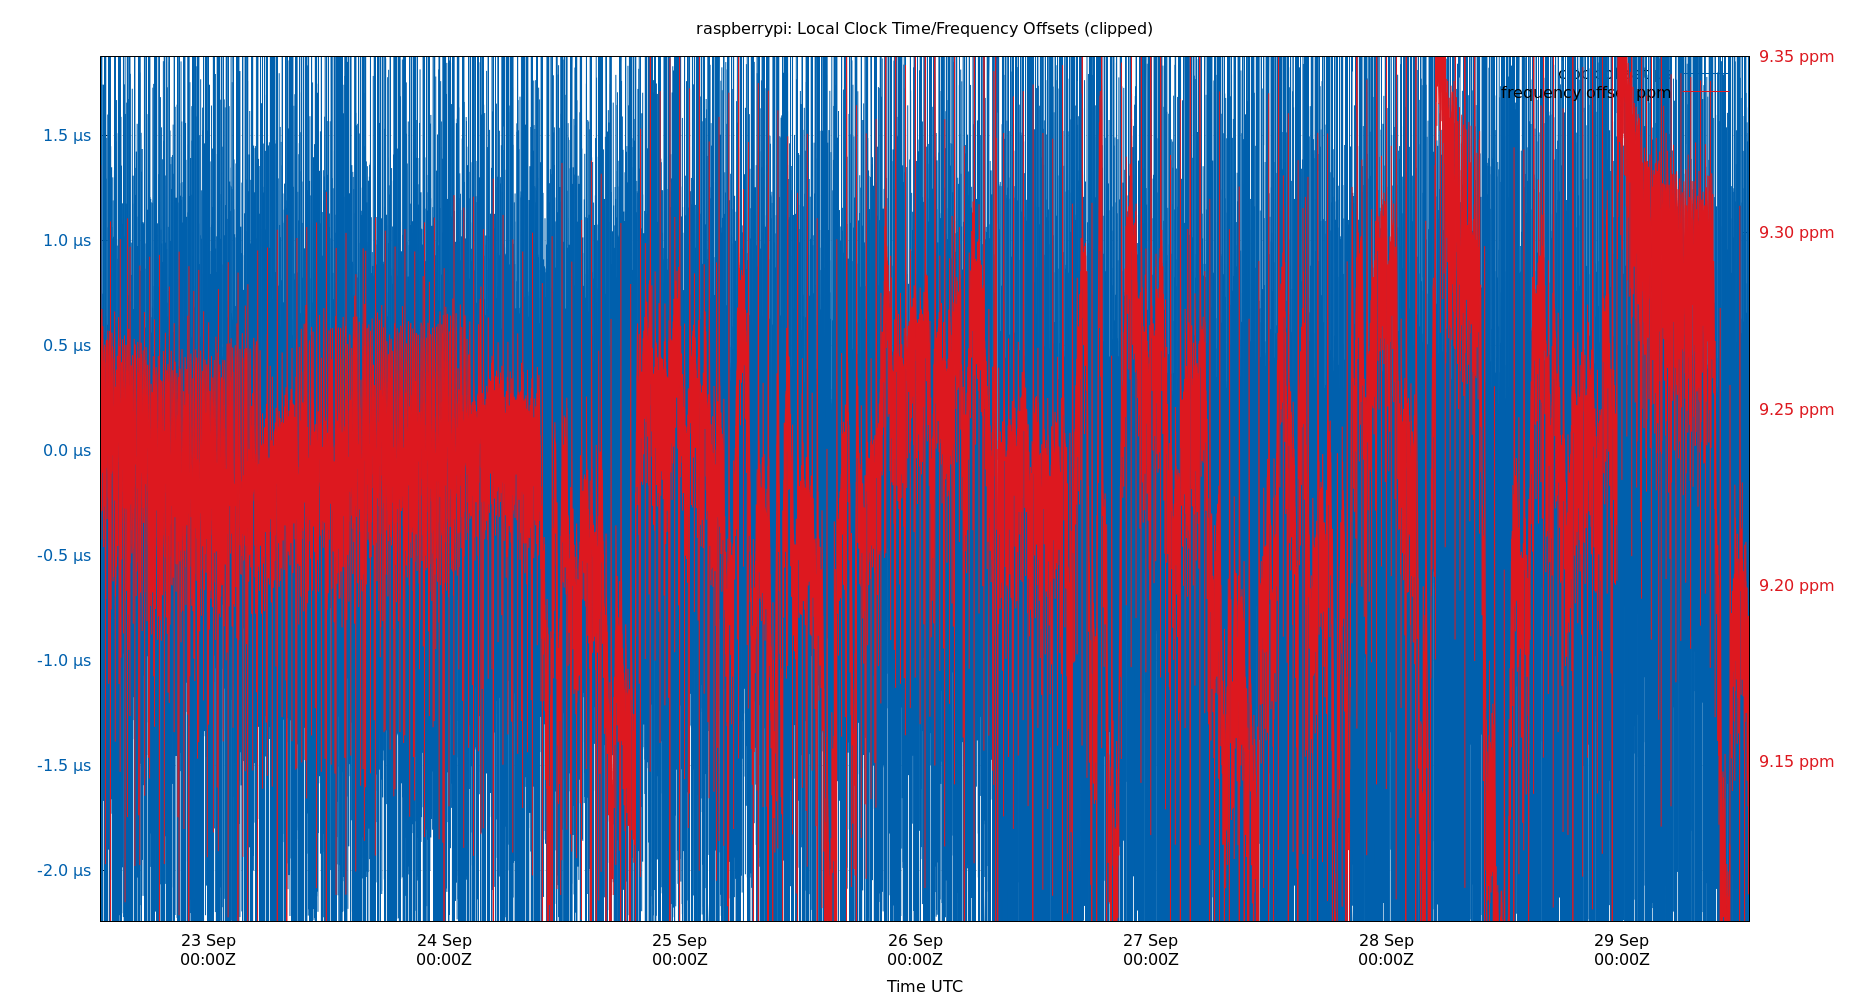 raspberrypi: Local Clock Time/Frequency Offsets (clipped)
9.35 ppm
frequency offset ppm
1.5 µs
1.0 µs
9.30 ppm
0.5 µs
9.25 ppm
0.0 µs
-0.5 µs
9.20 ppm
-1.0 µs
-1.5 µs
9.15 ppm
-2.0 µs
23 Sep 24 Sep 25 Sep 26 Sep 27 Sep 28 Sep 29 Sep
00:00Z 00:00Z 00:00Z 00:00Z 00:00Z 00:00Z 00:00Z
Time UTC